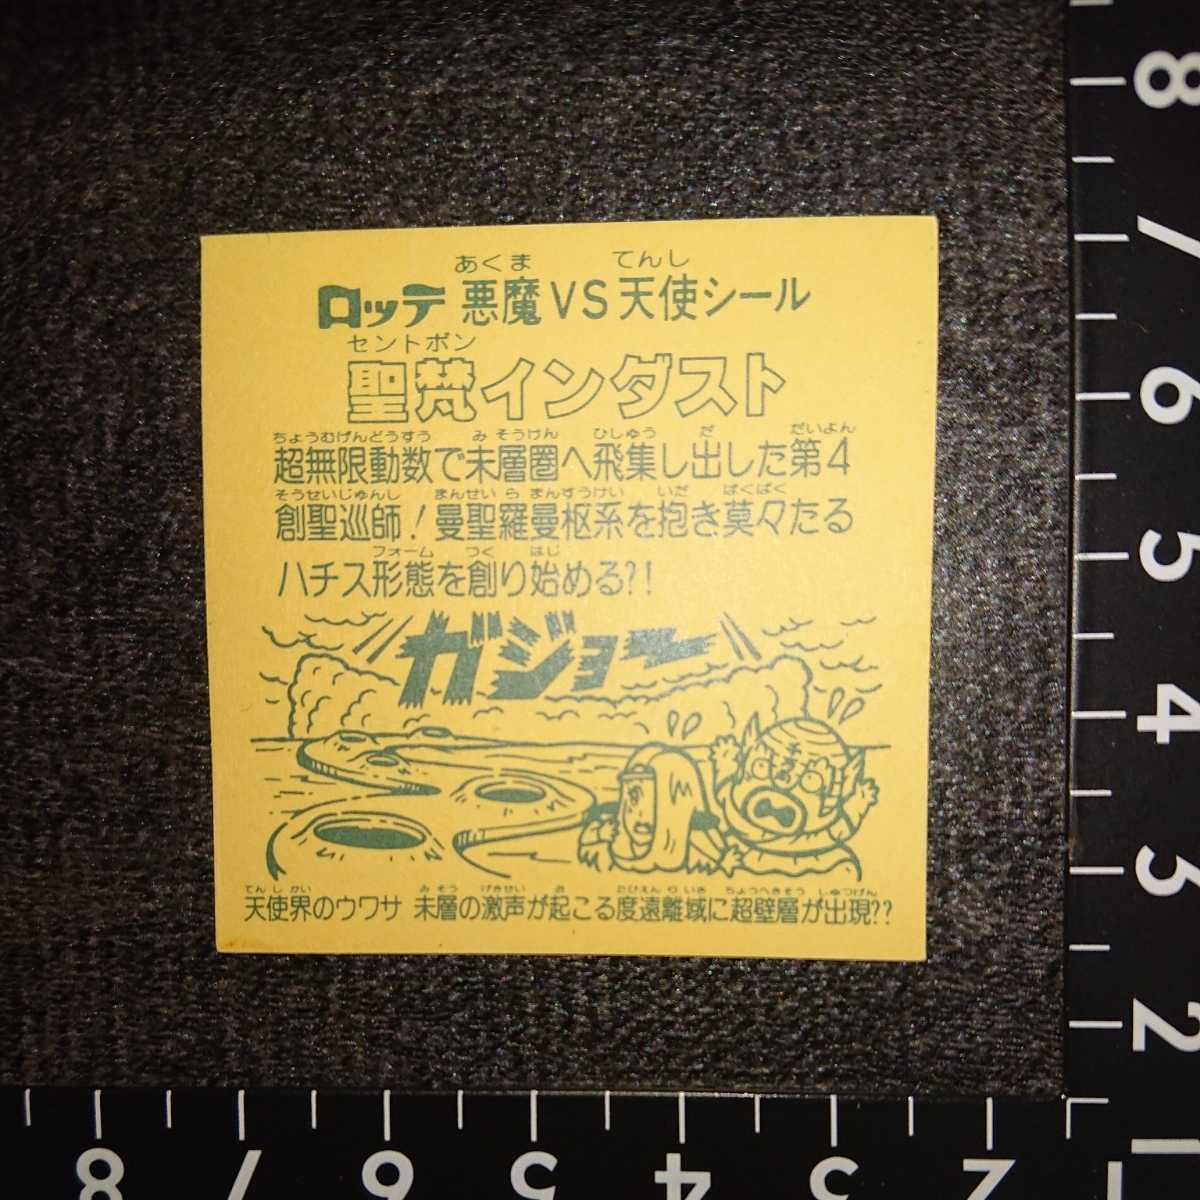 あくま てんし
ロッテ 悪魔VS天使シール
セントボン
聖梵インダスト
ちょうむげんどうすう みそうけん ひしゅう だ だいよん
超無限動数で未層圏へ飛集し出した第4
そうせいじゅんし まんせいらまんすうけい いだ ばくばく
創聖巡師!曼聖羅曼枢系を抱き莫々たる
フォーム つく はじ
ハチス形態を創り始める?!
ガジョー
てんしかい みそう げきせい お たびえんらいき ちょうへきそう しゅつげん
天使界のウワサ 未層の激声が起こる度遠離域に超壁層が出現??
8
7
6
5
4
3
2
8 7 6 5 4 3 2 1